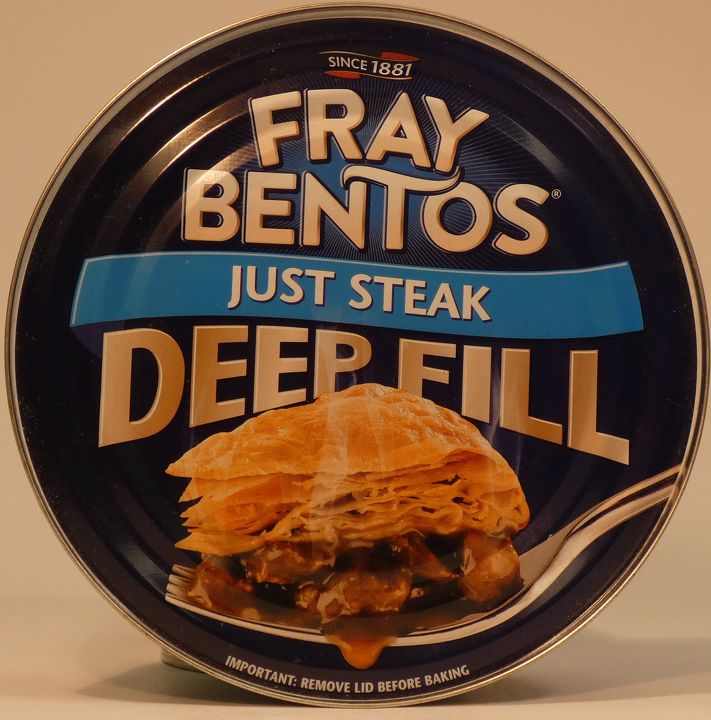 SINCE 1881
FRAY
BENTOS®
JUST STEAK
DEEP FILL
IMPORTANT: REMOVE LID BEFORE BAKING